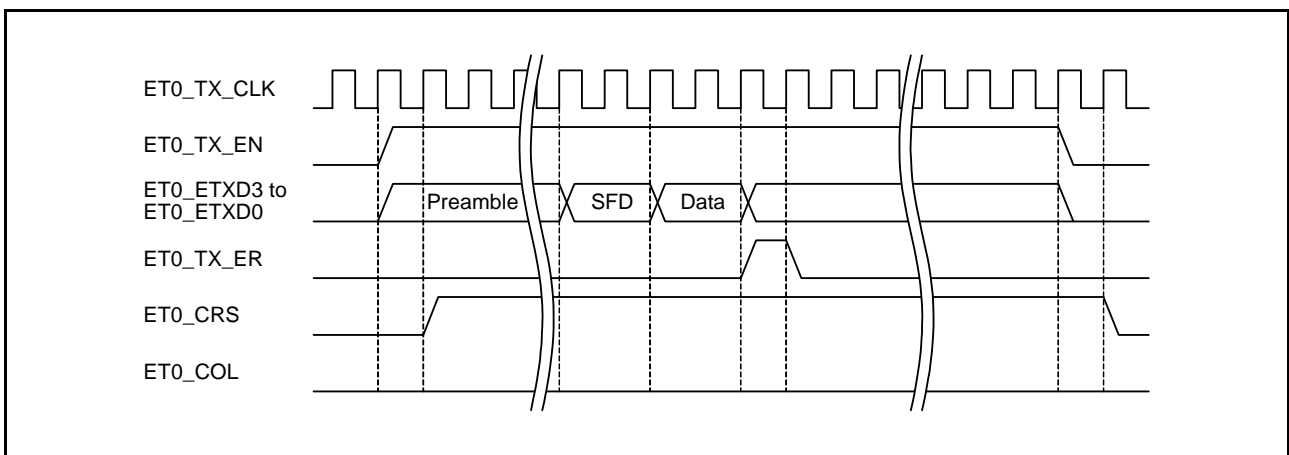 ET0_TX_CLK
ET0_TX_EN
ET0_ETXD3 to
ET0_ETXD0
Preamble SFD Data
ET0_TX_ER
ET0_CRS
ET0_COL